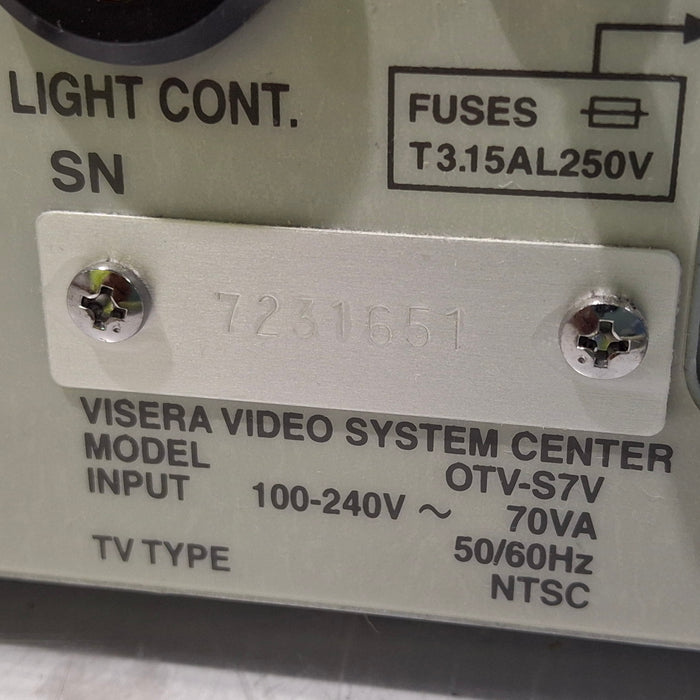 LIGHT CONT.
FUSES
T3.15AL250V
SN
7231651
VISERA VIDEO SYSTEM CENTER
MODEL OTV-S7V
INPUT 100-240V ~ 70VA
50/60Hz
TV TYPE NTSC